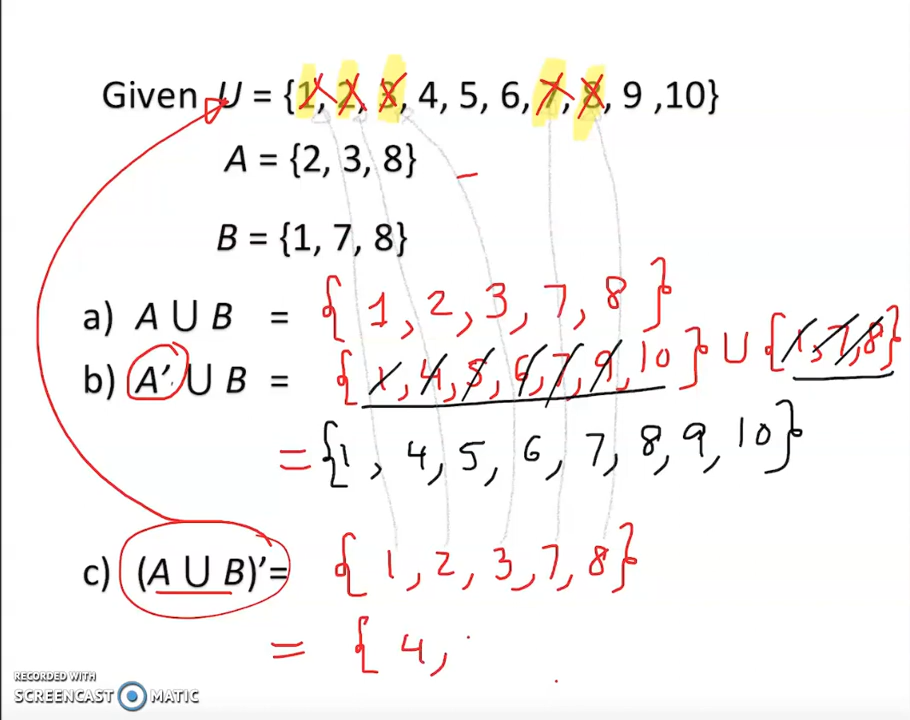 Given U = {1, 2, 3, 4, 5, 6, 7, 8, 9 ,10}
A = {2, 3, 8}
B = {1, 7, 8}
a) A ∪ B = {1, 2, 3, 7, 8}
b) A′ ∪ B = {1, 4, 5, 6, 7, 9, 10} ∪ {1, 7, 8}
= {1, 4, 5, 6, 7, 8, 9, 10}
c) (A ∪ B)′= {1, 2, 3, 7, 8}
= { 4,
RECORDED WITH
SCREENCAST MATIC